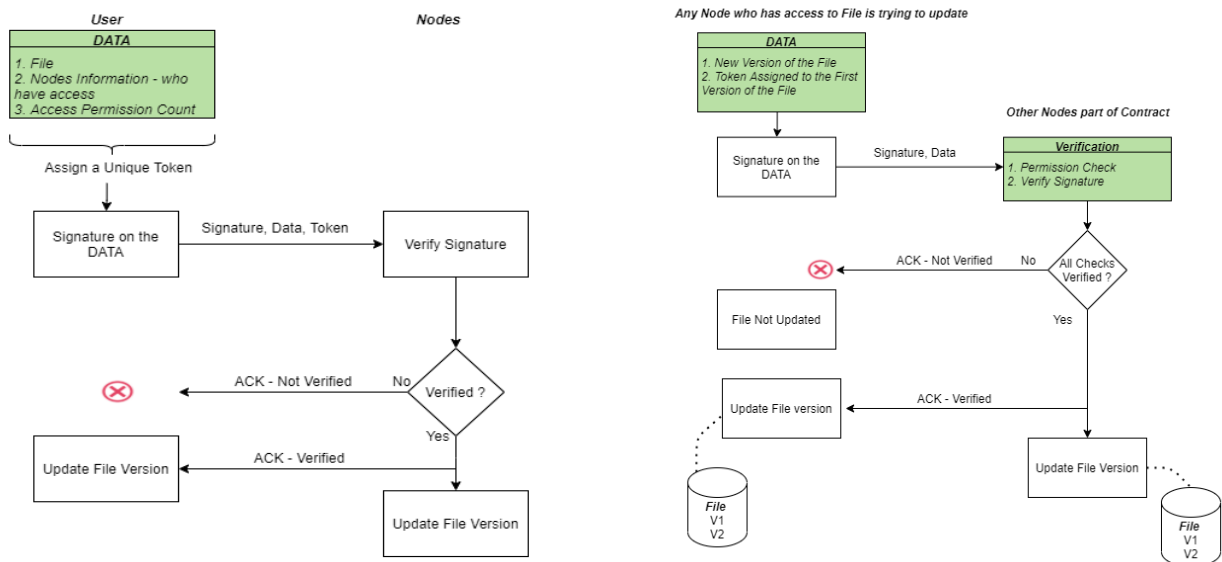 User
Nodes
DATA
1. File
2. Nodes Information - who
have access
3. Access Permission Count
Assign a Unique Token
Signature on the
DATA
Signature, Data, Token
Verify Signature
Verified ?
No
ACK - Not Verified
Yes
ACK - Verified
Update File Version
Update File Version
Any Node who has access to File is trying to update
DATA
1. New Version of the File
2. Token Assigned to the First
Version of the File
Other Nodes part of Contract
Signature on the
DATA
Signature, Data
Verification
1. Permission Check
2. Verify Signature
All Checks
Verified ?
No
ACK - Not Verified
File Not Updated
Yes
ACK - Verified
Update File version
Update File Version
File
V1
V2
File
V1
V2